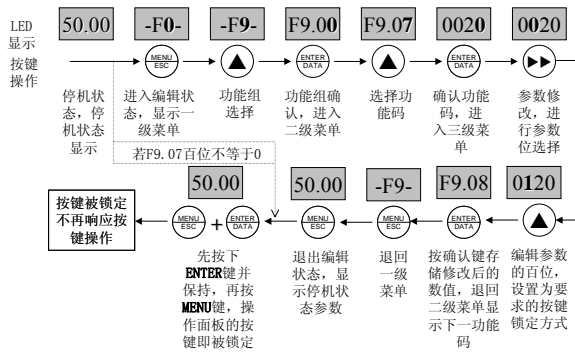 LED
显示
按键
操作
50.00
-F0-
-F9-
F9.00
F9.07
0020
0020
MENU
ESC
ENTER
DATA
ENTER
DATA
停机状
态，停
机状态
显示
进入编辑状
态，显示一
级菜单
功能组
选择
功能组确
认，进入
二级菜单
选择功
能码
确认功能
码，进
入三级菜
单
参数修
改，进
行参数
位选择
若F9.07百位不等于0
按键被锁定
不再响应按
键操作
50.00
50.00
-F9-
F9.08
0120
MENU
ESC
+
ENTER
DATA
MENU
ESC
MENU
ESC
ENTER
DATA
先按下
ENTER键并
保持，再按
MENU键，操
作面板的按
键即被锁定
退出编辑
状态，显
示停机状
态参数
退回
一级
菜单
按确认键存
储修改后的
数值，退回
二级菜单显
示下一功能
码
编辑参数
的百位，
设置为要
求的按键
锁定方式